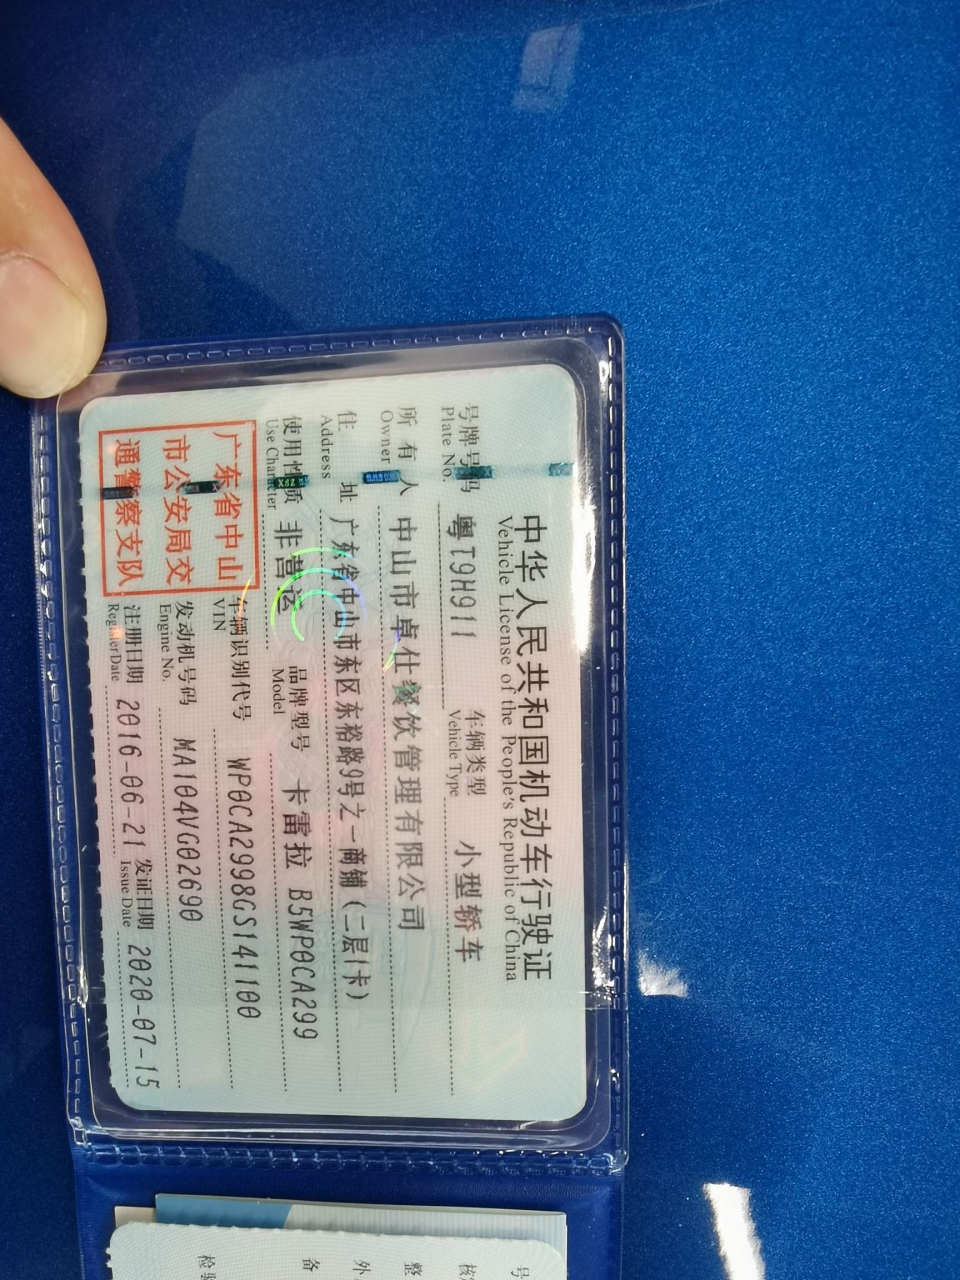 中华人民共和国机动车行驶证
Vehicle License of the People's Republic of China
号牌号码 粤T9H911 车辆类型 小型轿车
Plate No. Vehicle Type
所有人 中山市卓仕餐饮管理有限公司
Owner
住址 广东省中山市东区东裕路9号之一商铺(二层1卡)
Address
使用性质 非营运 品牌型号 卡雷拉 B5WP0CA299
Use Character Model
广东省中山
市公安局交
通警察支队
车辆识别代号 WP0CA2998GS141100
VIN
发动机号码 MA104VG02690
Engine No.
注册日期 2016-06-21 发证日期 2020-07-15
Register Date Issue Date
XSZ
号
核
整
外
备
检